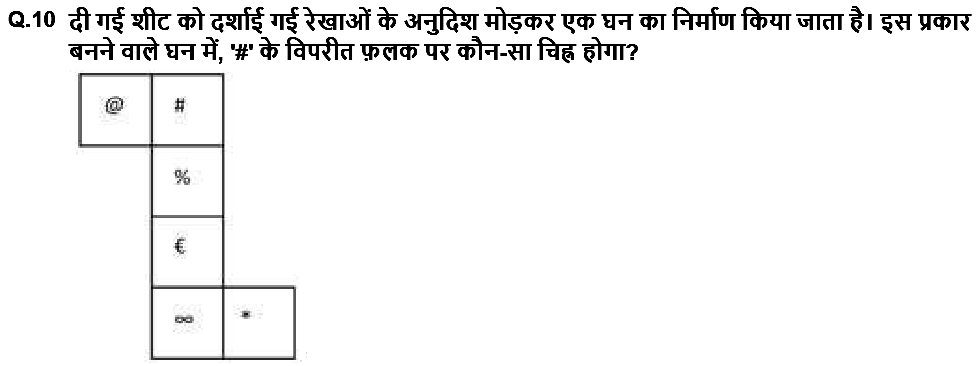 Q.10 दी गई शीट को दर्शाई गई रेखाओं के अनुदिश मोड़कर एक घन का निर्माण किया जाता है। इस प्रकार
बनने वाले घन में, '#' के विपरीत फ़लक पर कौन-सा चिह्न होगा?
@ #
%
€
∞ *